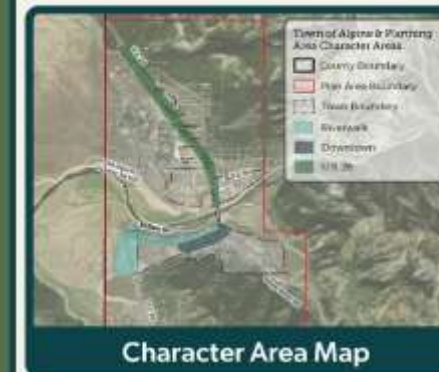 Town of Alpine & Planning
Area Character Areas
County Boundary
Plan Area Boundary
Town Boundary
Riverwalk
Downtown
U.S. 26
Character Area Map